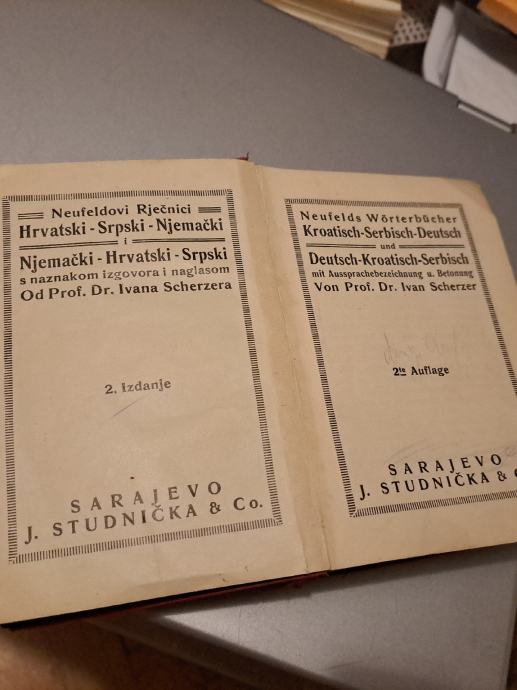 Neufeldovi Rječnici
Hrvatski - Srpski - Njemački
i
Njemački - Hrvatski - Srpski
s naznakom izgovora i naglasom
Od Prof. Dr. Ivana Scherzera
2. Izdanje
SARAJEVO
J. STUDNIČKA & Co.
Neufelds Wörterbücher
Kroatisch-Serbisch-Deutsch
und
Deutsch-Kroatisch-Serbisch
mit Aussprachebezeichnung u. Betonung
Von Prof. Dr. Ivan Scherzer
2te Auflage
SARAJEVO
J. STUDNIČKA &